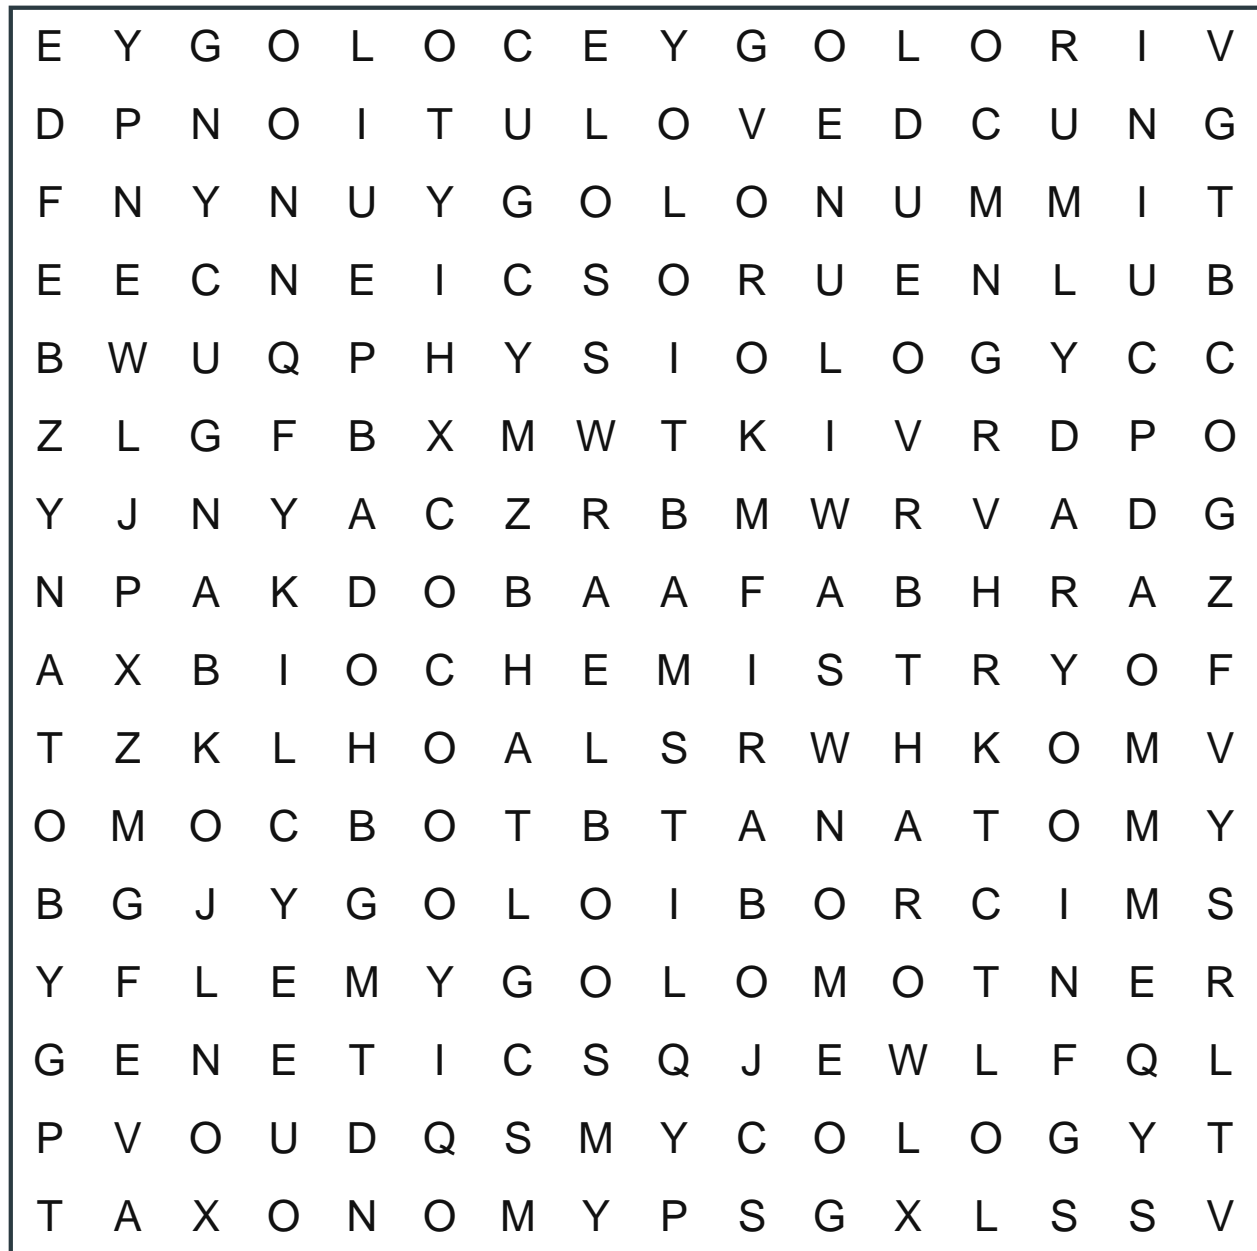 E Y G O L O C E Y G O L O R I V
D P N O I T U L O V E D C U N G
F N Y N U Y G O L O N U M M I T
E E C N E I C S O R U E N L U B
B W U Q P H Y S I O L O G Y C C
Z L G F B X M W T K I V R D P O
Y J N Y A C Z R B M W R V A D G
N P A K D O B A A F A B H R A Z
A X B I O C H E M I S T R Y O F
T Z K L H O A L S R W H K O M V
O M O C B O T B T A N A T O M Y
B G J Y G O L O I B O R C I M S
Y F L E M Y G O L O M O T N E R
G E N E T I C S Q J E W L F Q L
P V O U D Q S M Y C O L O G Y T
T A X O N O M Y P S G X L S S V